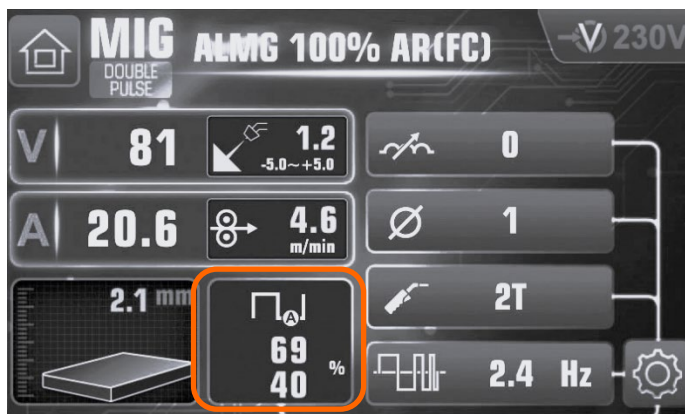 MIG ALMG 100% AR(FC) V 230V
DOUBLE
PULSE
V 81 1.2
-5.0~+5.0
0
A 20.6 4.6
m/min
1
2.1 mm
A
69
40 %
2T
2.4 Hz